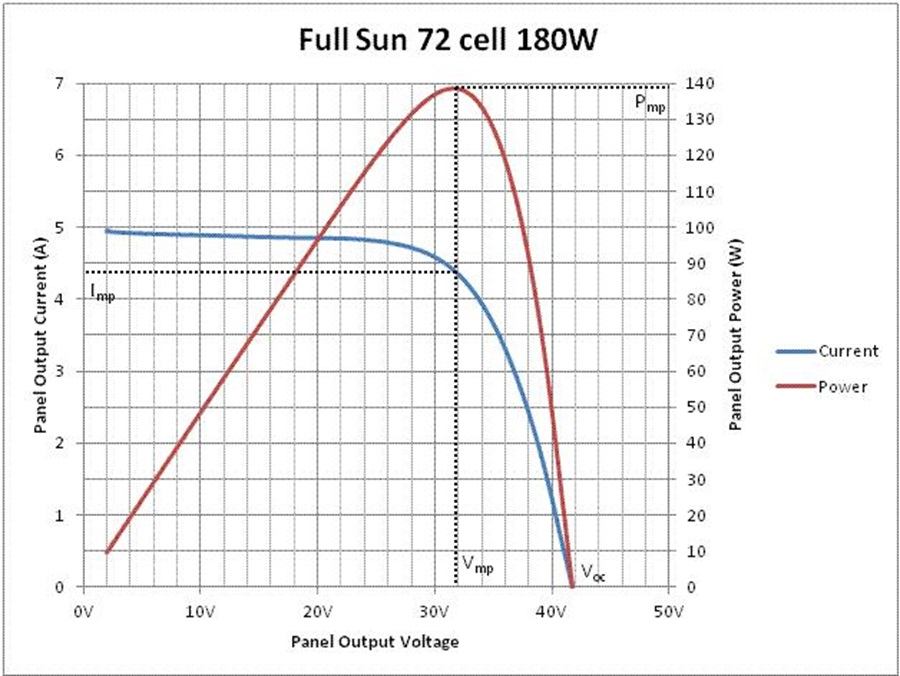 Full Sun 72 cell 180W
Panel Output Current (A)
7
6
5
4
3
2
1
0
Imp
Pmp
Vmp
Voc
140
130
120
110
100
90
80
70
60
50
40
30
20
10
0
Panel Output Power (W)
0V 10V 20V 30V 40V 50V
Panel Output Voltage
Current
Power